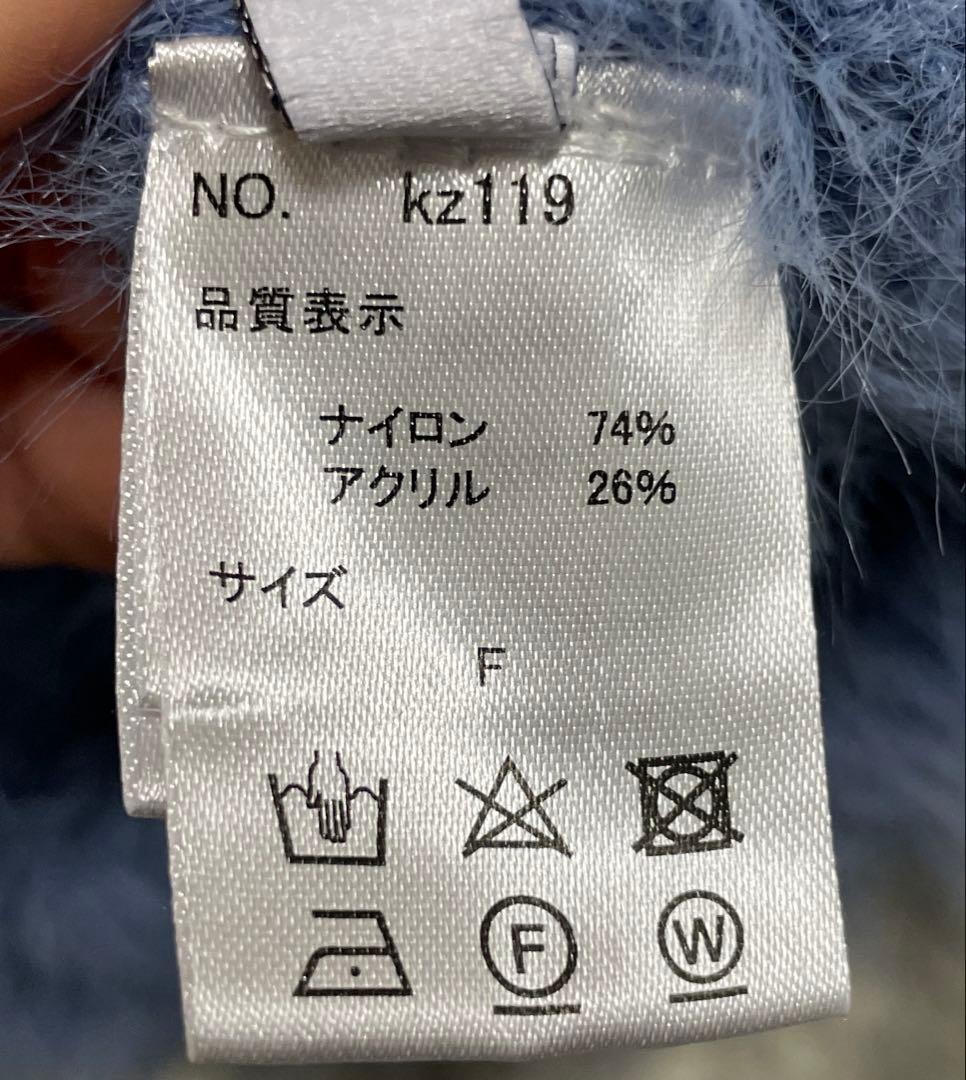 NO. kz119
品質表示
ナイロン 74%
アクリル 26%
サイズ
F
F W